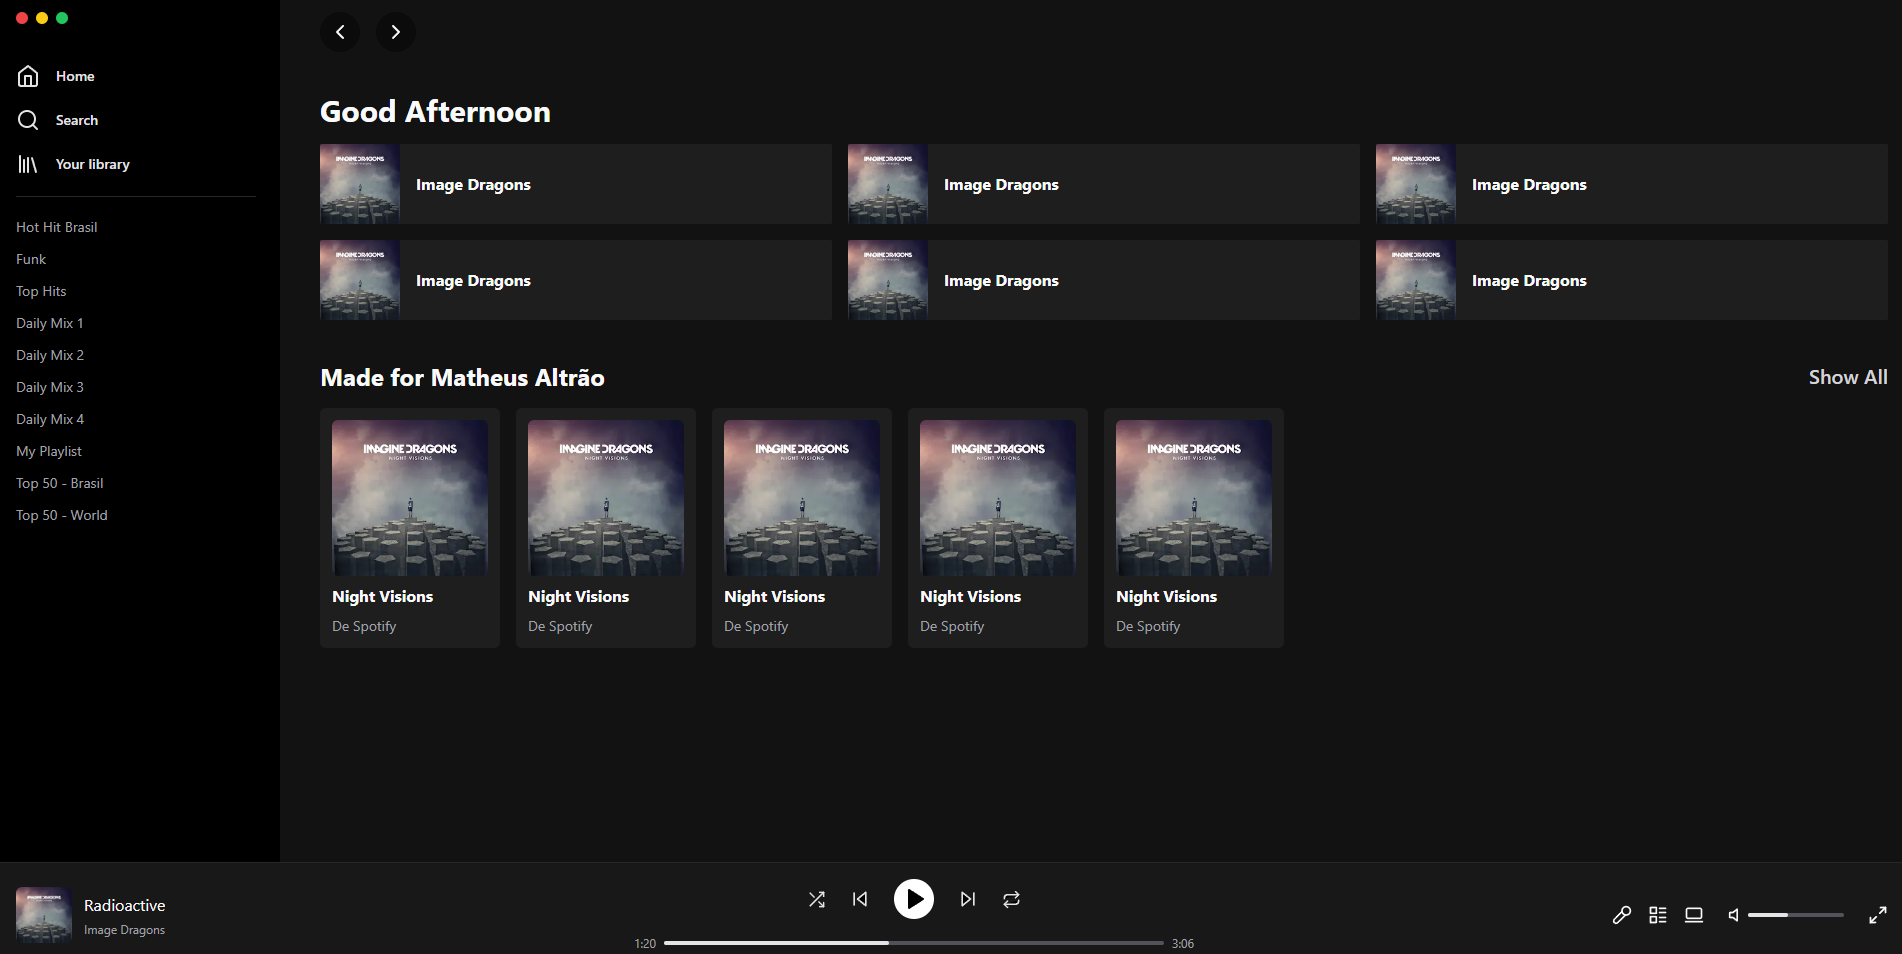 Home
Search
Your library
Hot Hit Brasil
Funk
Top Hits
Daily Mix 1
Daily Mix 2
Daily Mix 3
Daily Mix 4
My Playlist
Top 50 - Brasil
Top 50 - World
Good Afternoon
IMAGINE DRAGONS
Image Dragons
IMAGINE DRAGONS
Image Dragons
IMAGINE DRAGONS
Image Dragons
IMAGINE DRAGONS
Image Dragons
IMAGINE DRAGONS
Image Dragons
IMAGINE DRAGONS
Image Dragons
Made for Matheus Altrão
Show All
IMAGINE DRAGONS
NIGHT VISIONS
Night Visions
De Spotify
IMAGINE DRAGONS
NIGHT VISIONS
Night Visions
De Spotify
IMAGINE DRAGONS
NIGHT VISIONS
Night Visions
De Spotify
IMAGINE DRAGONS
NIGHT VISIONS
Night Visions
De Spotify
IMAGINE DRAGONS
NIGHT VISIONS
Night Visions
De Spotify
Radioactive
Image Dragons
1:20
3:06